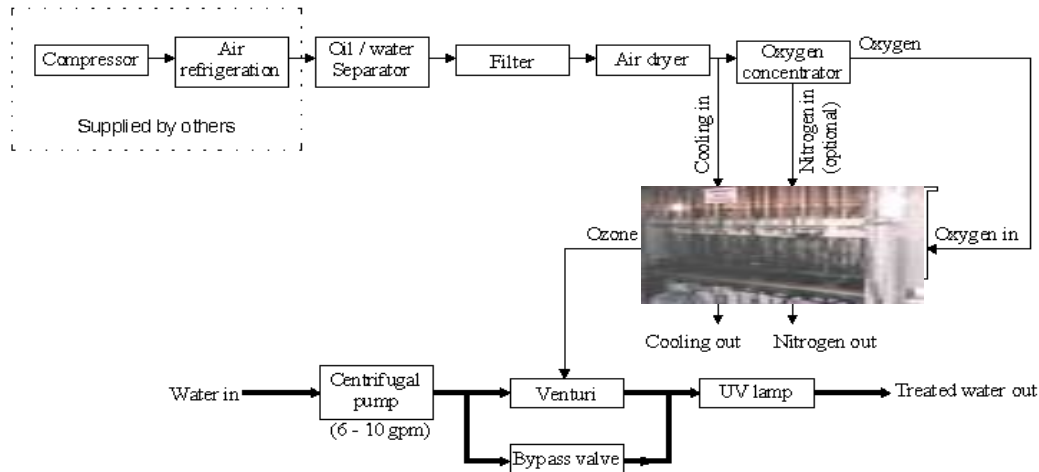 Compressor
Air
refrigeration
Supplied by others
Oil / water
Separator
Filter
Air dryer
Oxygen
concentrator
Oxygen
Cooling in
Nitrogen in
(optional)
Ozone
Oxygen in
Cooling out
Nitrogen out
Water in
Centrifugal
pump
(6 - 10 gpm)
Venturi
Bypass valve
UV lamp
Treated water out